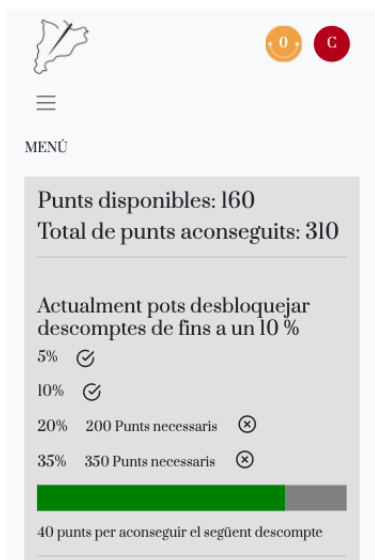 0
C
MENÚ
Punts disponibles: 160
Total de punts aconseguits: 310
Actualment pots desbloquejar
descomptes de fins a un 10 %
5%
10%
20% 200 Punts necessaris
35% 350 Punts necessaris
40 punts per aconseguir el següent descompte